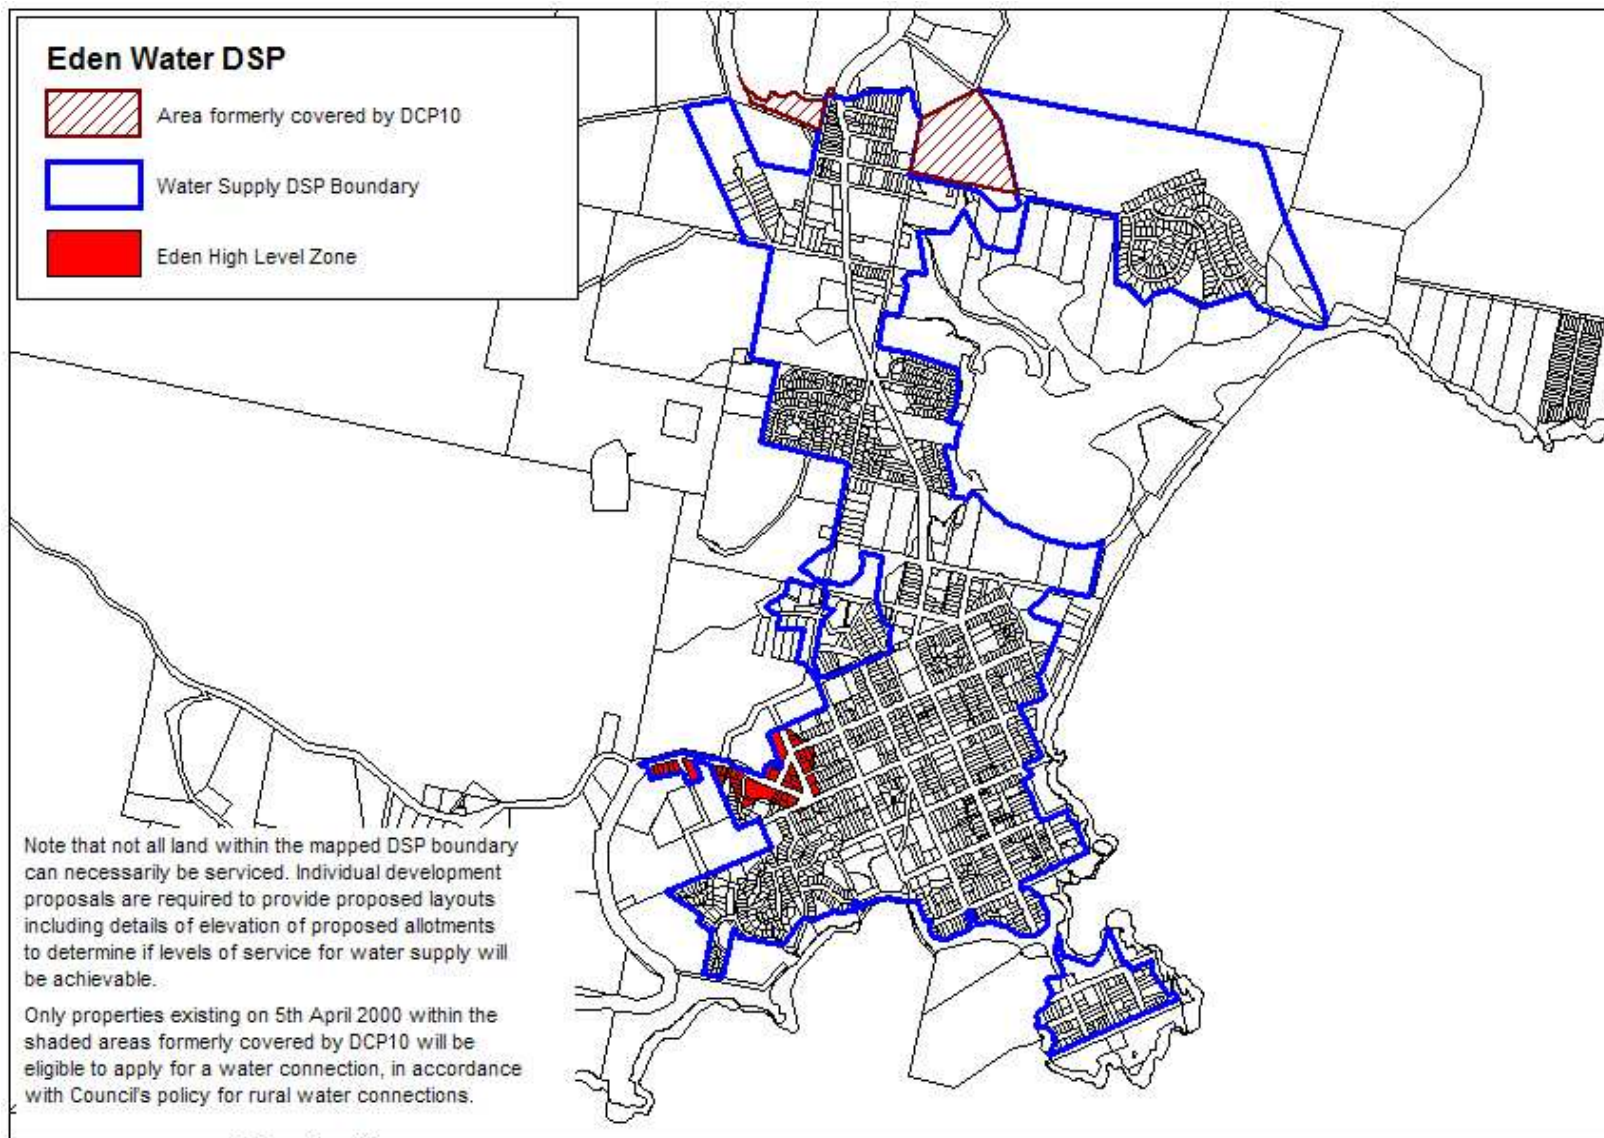 Eden Water DSP
Area formerly covered by DCP10
Water Supply DSP Boundary
Eden High Level Zone
Note that not all land within the mapped DSP boundary
can necessarily be serviced. Individual development
proposals are required to provide proposed layouts
including details of elevation of proposed allotments
to determine if levels of service for water supply will
be achievable.
Only properties existing on 5th April 2000 within the
shaded areas formerly covered by DCP10 will be
eligible to apply for a water connection, in accordance
with Council's policy for rural water connections.